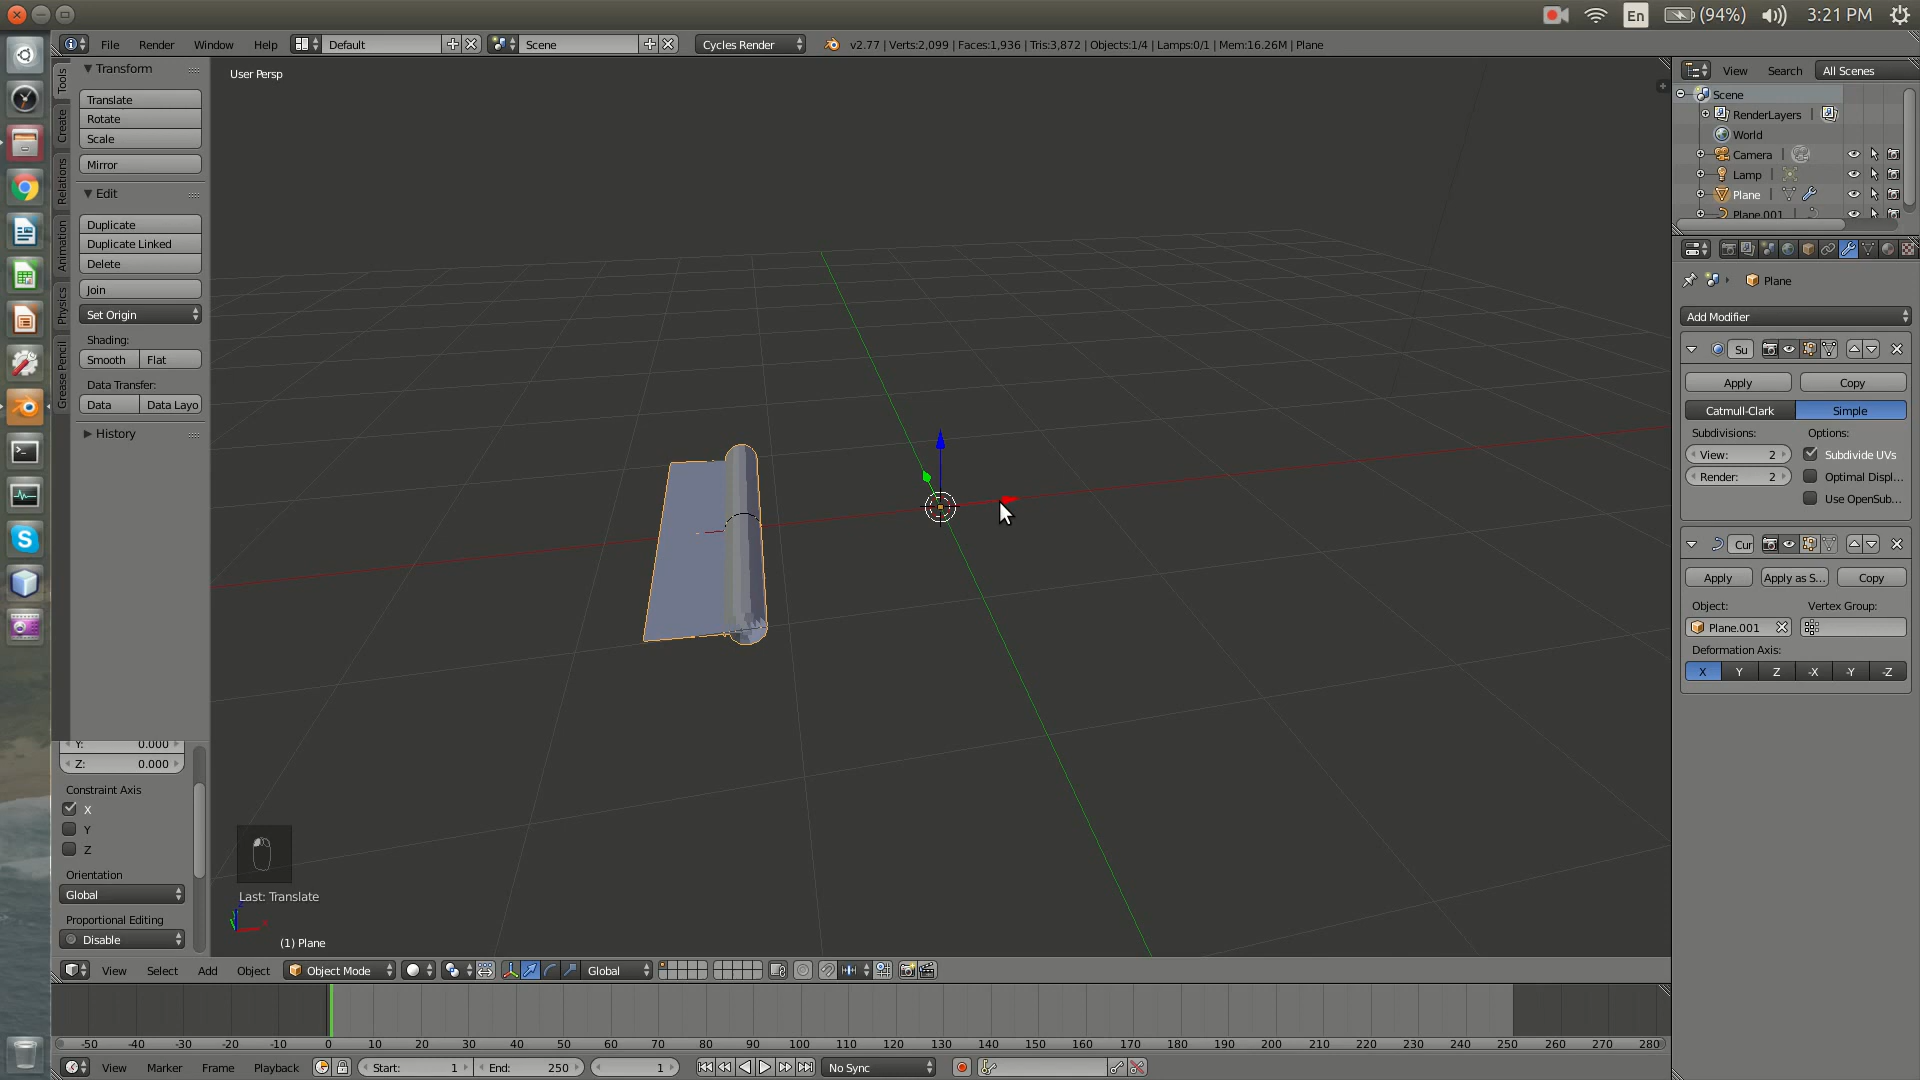 En
(94%)
3:21 PM
File
Render
Window
Help
Default
Scene
Cycles Render
v2.77 | Verts:2,099 | Faces:1,936 | Tris:3,872 | Objects:1/4 | Lamps:0/1 | Mem:16.26M | Plane
Tools
Create
Relations
Animation
Physics
Grease Pencil
Transform
Translate
Rotate
Scale
Mirror
Edit
Duplicate
Duplicate Linked
Delete
Join
Set Origin
Shading:
Smooth
Flat
Data Transfer:
Data
Data Layo
History
Y: 0.000
Z: 0.000
Constraint Axis
X
Y
Z
Orientation
Global
Proportional Editing
Disable
User Persp
Last: Translate
(1) Plane
View
Search
All Scenes
Scene
RenderLayers
World
Camera
Lamp
Plane
Plane.001
Plane
Add Modifier
Su
Apply
Copy
Catmull-Clark
Simple
Subdivisions:
Options:
View: 2
Subdivide UVs
Render: 2
Optimal Displ...
Use OpenSub...
Cur
Apply
Apply as S...
Copy
Object:
Vertex Group:
Plane.001
Deformation Axis:
X
Y
Z
-X
-Y
-Z
View
Select
Add
Object
Object Mode
Global
-50 -40 -30 -20 -10 0 10 20 30 40 50 60 70 80 90 100 110 120 130 140 150 160 170 180 190 200 210 220 230 240 250 260 270 280
View
Marker
Frame
Playback
Start: 1
End: 250
1
No Sync